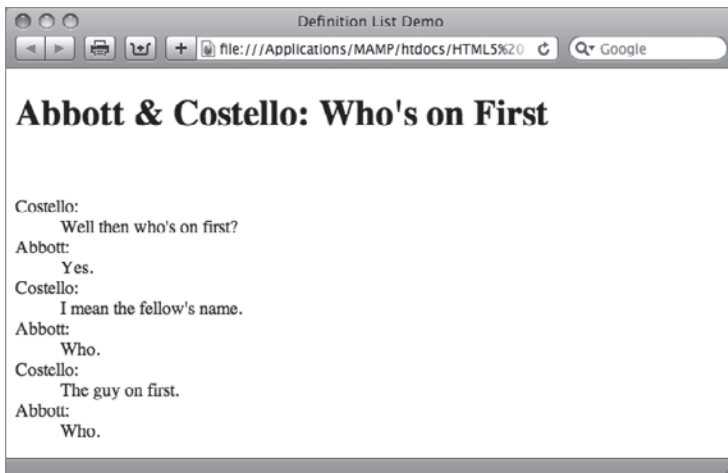 Definition List Demo
+ file:///Applications/MAMP/htdocs/HTML5%20 Google
Abbott & Costello: Who's on First
Costello:
Well then who's on first?
Abbott:
Yes.
Costello:
I mean the fellow's name.
Abbott:
Who.
Costello:
The guy on first.
Abbott:
Who.